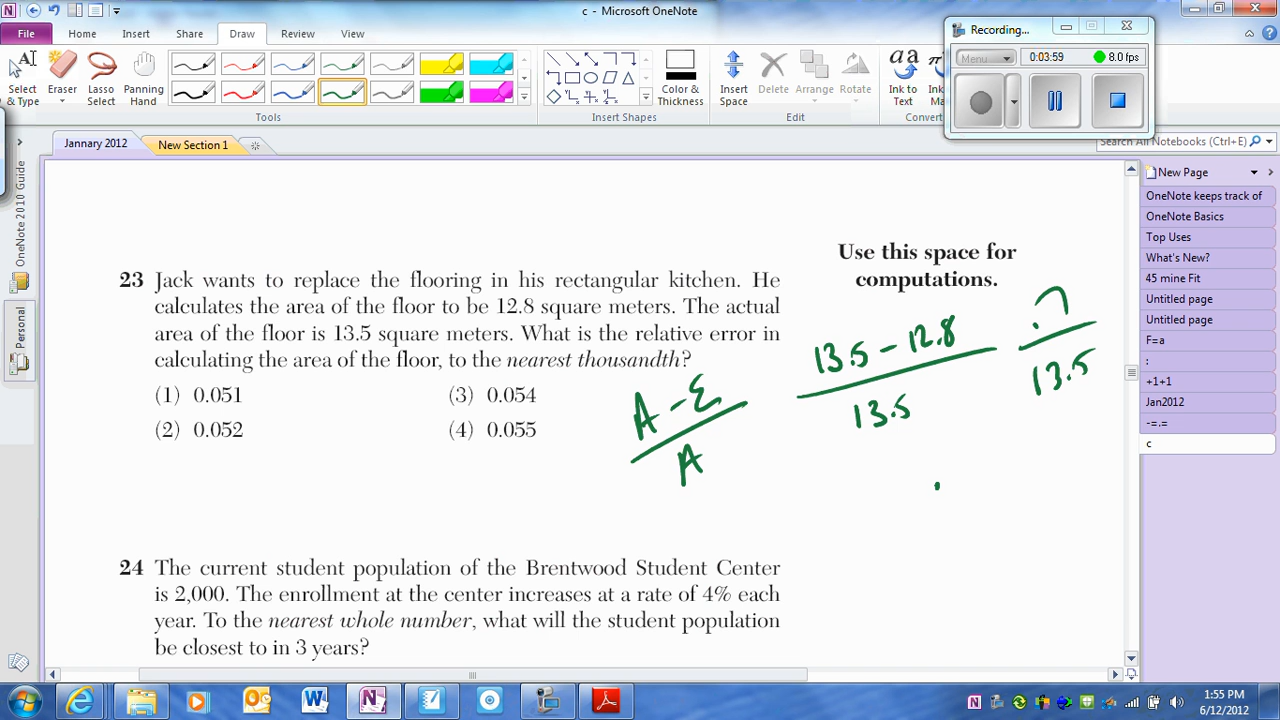 c - Microsoft OneNote
File Home Insert Share Draw Review View
Recording...
Menu 0:03:59 8.0 fps
Select & Type Eraser Lasso Select Panning Hand
Color & Thickness Insert Space Delete Arrange Rotate Ink to Text
Tools Insert Shapes Edit
Jannary 2012 New Section 1
Search All Notebooks (Ctrl+E)
OneNote 2010 Guide
Personal
New Page
OneNote keeps track of
OneNote Basics
Top Uses
What's New?
45 mine Fit
Untitled page
Untitled page
F=a
:
+1+1
Jan2012
-=.=
c
Use this space for
computations.
23 Jack wants to replace the flooring in his rectangular kitchen. He
calculates the area of the floor to be 12.8 square meters. The actual
area of the floor is 13.5 square meters. What is the relative error in
calculating the area of the floor, to the nearest thousandth?
(1) 0.051 (3) 0.054
(2) 0.052 (4) 0.055
A - E
A
13.5 - 12.8
13.5
.7
13.5
.
24 The current student population of the Brentwood Student Center
is 2,000. The enrollment at the center increases at a rate of 4% each
year. To the nearest whole number, what will the student population
be closest to in 3 years?
1:55 PM
6/12/2012